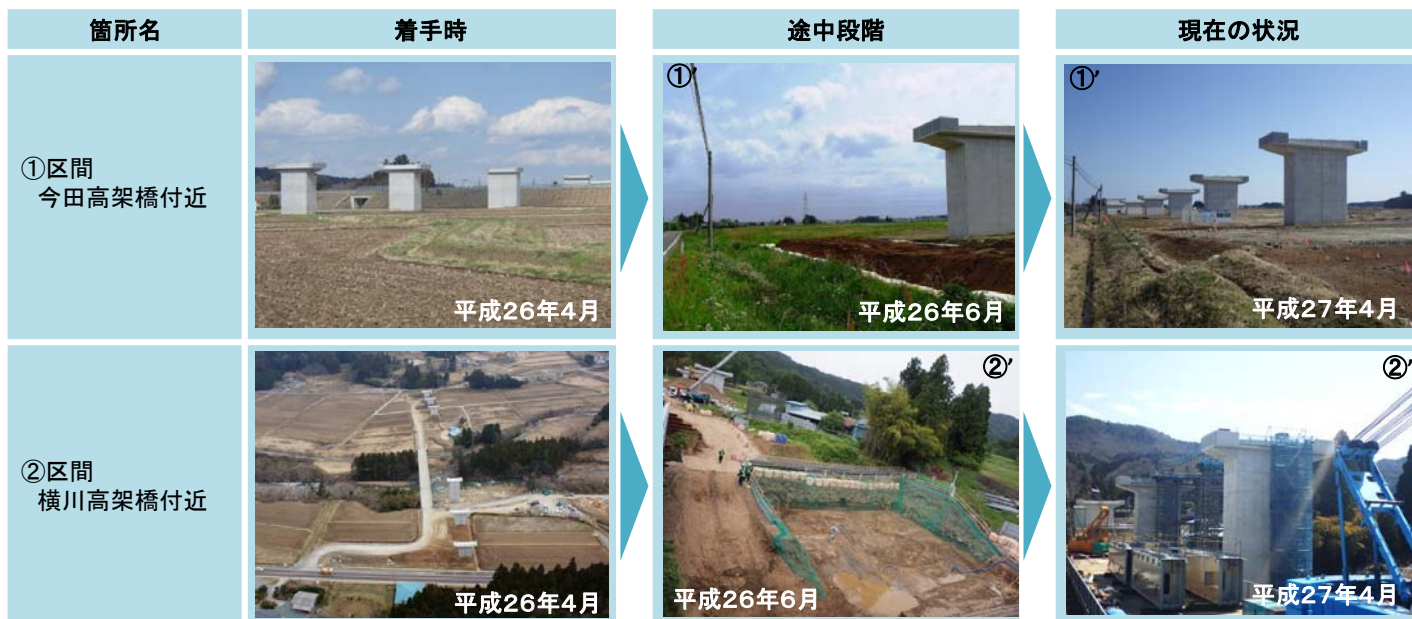 箇所名
着手時
途中段階
現在の状況
①区間
今田高架橋付近
平成26年4月
①’
平成26年6月
①’
平成27年4月
②区間
横川高架橋付近
平成26年4月
②’
平成26年6月
②’
平成27年4月